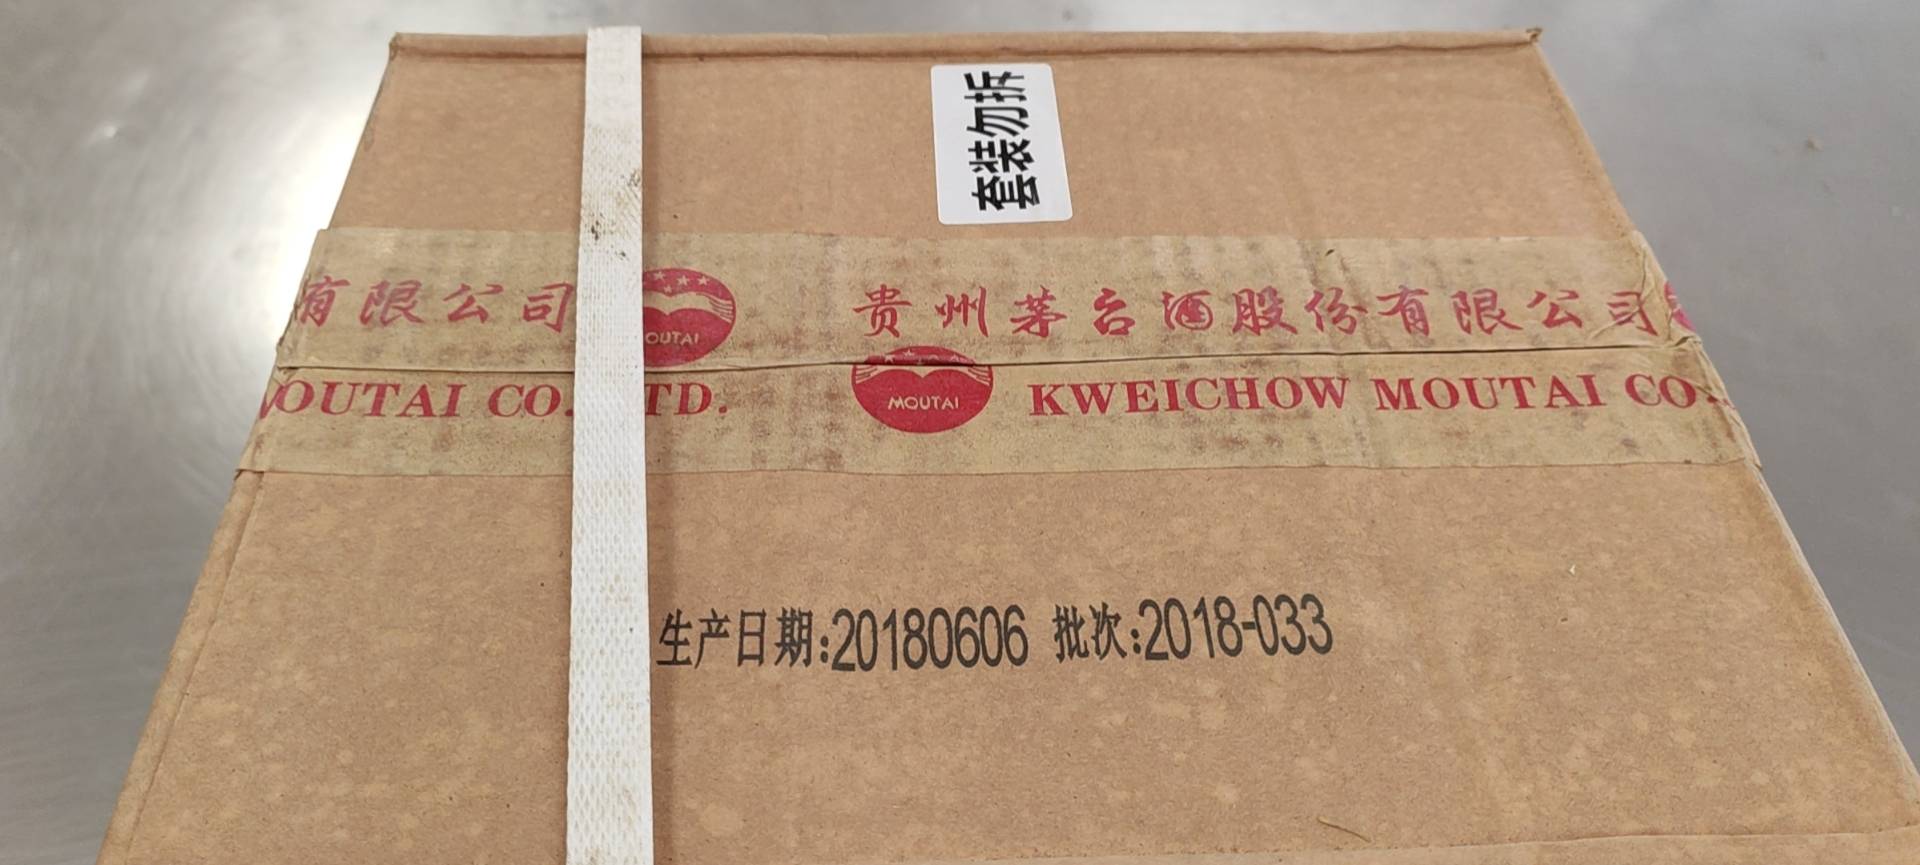 套装勿拆
有限公司 OUTAI 贵州茅台酒股份有限公司
OUTAI CO. TD. MOUTAI KWEICHOW MOUTAI CO.
生产日期:20180606 批次:2018-033